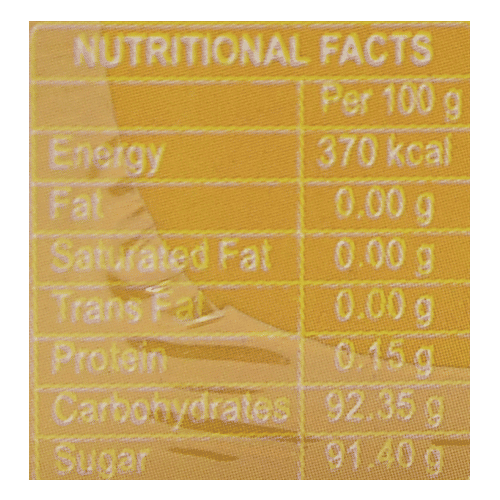 NUTRITIONAL FACTS
Per 100 g
Energy 370 kcal
Fat 0.00 g
Saturated Fat 0.00 g
Trans Fat 0.00 g
Protein 0.15 g
Carbohydrates 92.35 g
Sugar 91.40 g